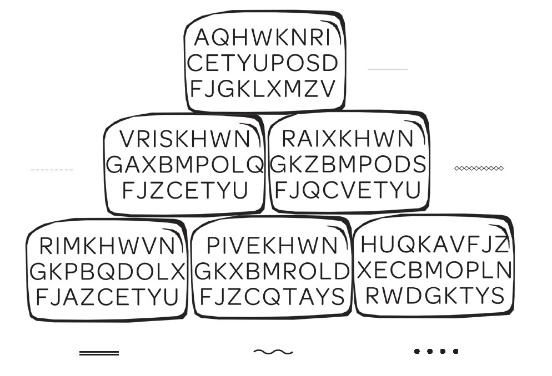 AQHWKNRI
CETYUPOSD
FJGKLXMZV
VRISKHWN
GAXBMPOLQ
FJZCETYU
RAIXKHWN
GKZBMPODS
FJQCVETYU
RIMKHWVN
GKPBQDOLX
FJAZCETYU
PIVEKHWN
GKXBMROLD
FJZCQTAYS
HUQKAVFJZ
XECBMOPLN
RWDGKTYS